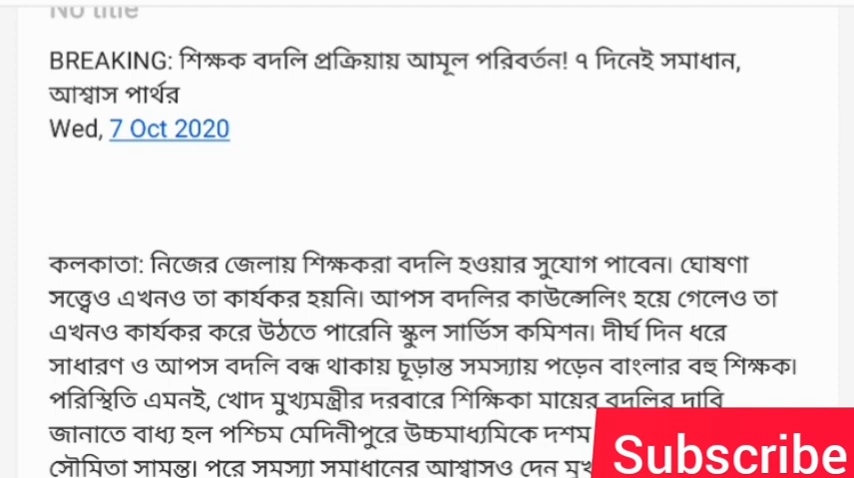 No title
BREAKING: শিক্ষক বদলি প্রক্রিয়ায় আমূল পরিবর্তন! ৭ দিনেই সমাধান,
আশ্বাস পার্থর
Wed, 7 Oct 2020
কলকাতা: নিজের জেলায় শিক্ষকরা বদলি হওয়ার সুযোগ পাবেন। ঘোষণা
সত্ত্বেও এখনও তা কার্যকর হয়নি। আপস বদলির কাউন্সেলিং হয়ে গেলেও তা
এখনও কার্যকর করে উঠতে পারেনি স্কুল সার্ভিস কমিশন। দীর্ঘ দিন ধরে
সাধারণ ও আপস বদলি বন্ধ থাকায় চূড়ান্ত সমস্যায় পড়েন বাংলার বহু শিক্ষক।
পরিস্থিতি এমনই, খোদ মুখ্যমন্ত্রীর দরবারে শিক্ষিকা মায়ের বদলির দাবি
জানাতে বাধ্য হল পশ্চিম মেদিনীপুরে উচ্চমাধ্যমিকে দশম
সৌমিতা সামন্ত। পরে সমস্যা সমাধানের আশ্বাসও দেন
Subscribe